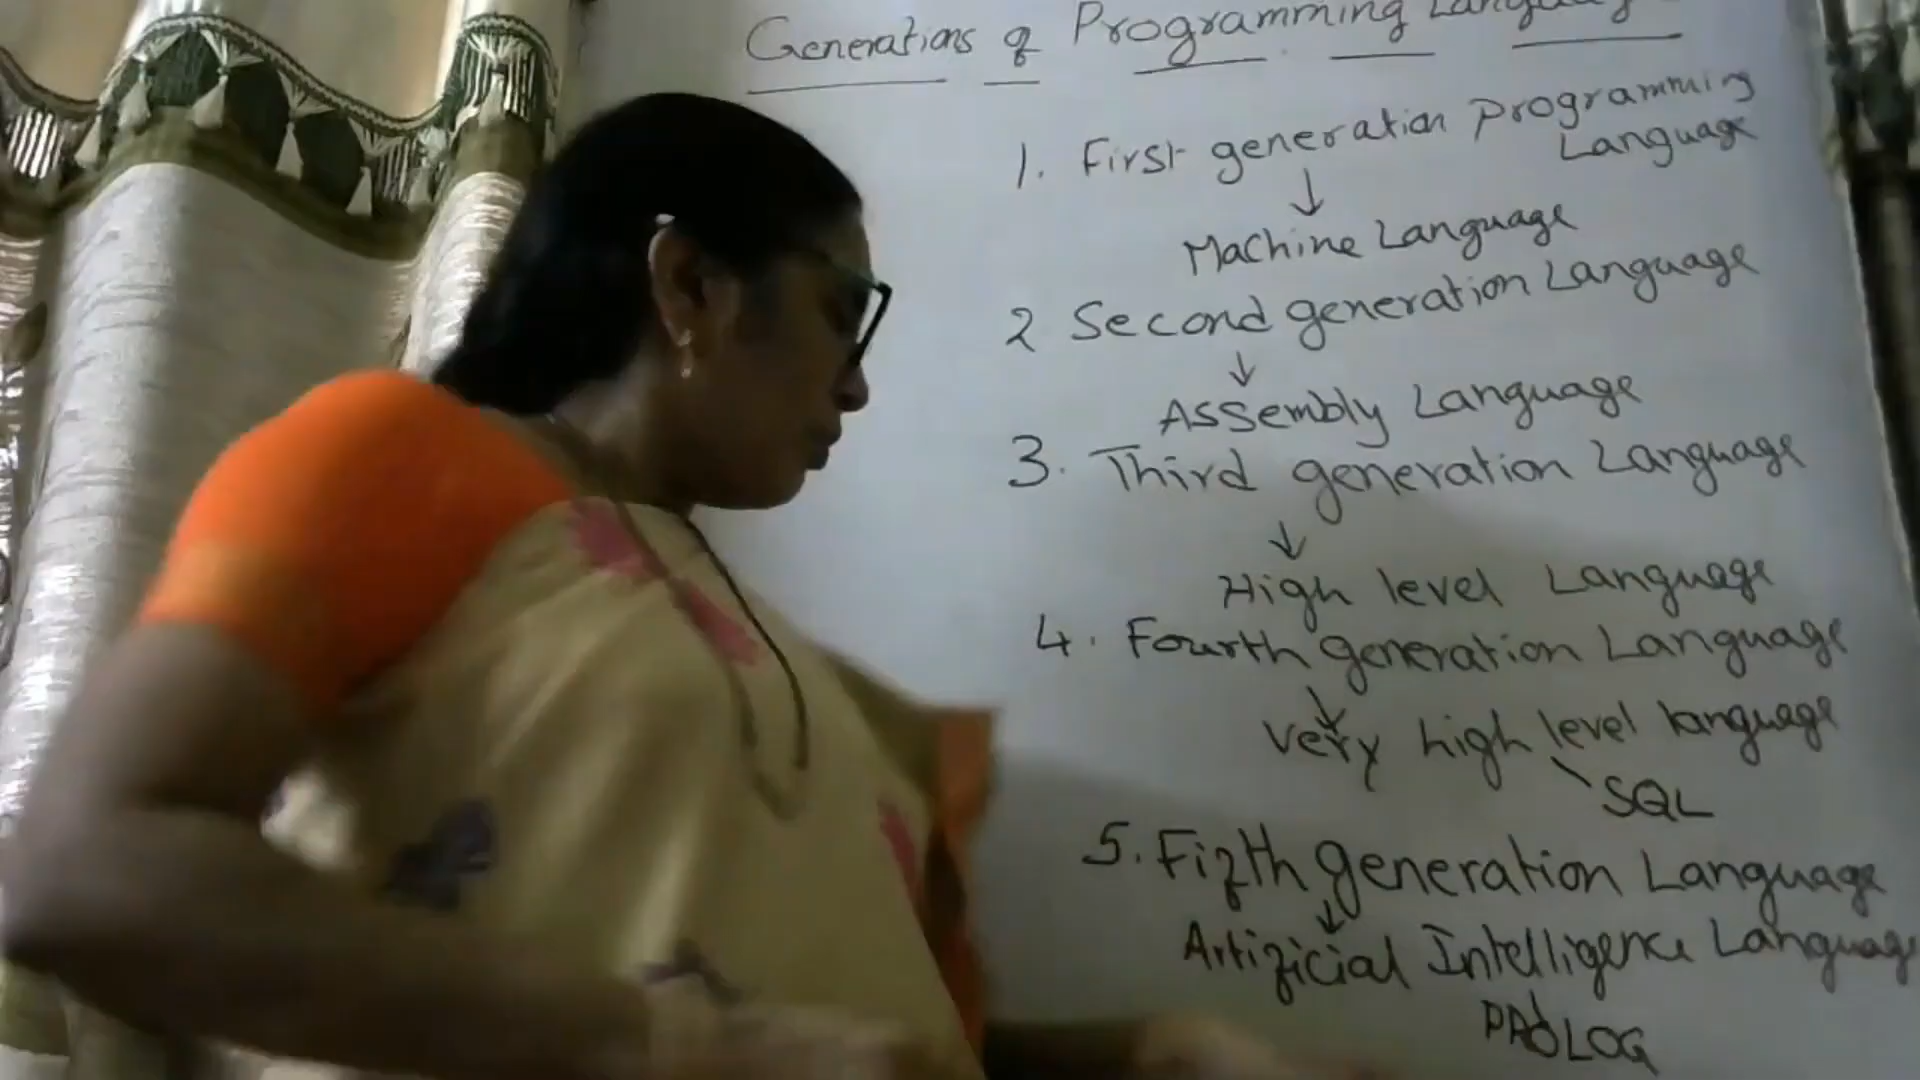 Generations of Programming Language
1. First generation Programming
Language
Machine Language
2 Second generation Language
Assembly Language
3. Third generation Language
High level Language
4. Fourth generation Language
Very high level language
SQL
5. Fifth generation Language
Artificial Intelligence Language
PROLOG